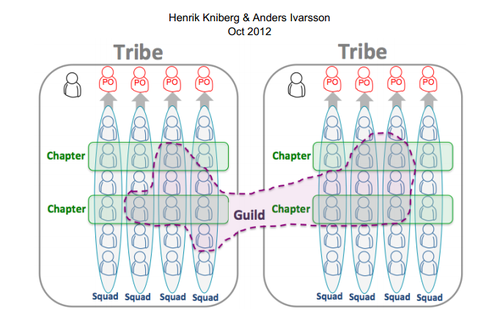 Henrik Kniberg & Anders Ivarsson
Oct 2012
Tribe Tribe
PO PO PO PO PO PO PO PO
Chapter Chapter
Chapter Guild Chapter
Squad Squad Squad Squad Squad Squad Squad Squad